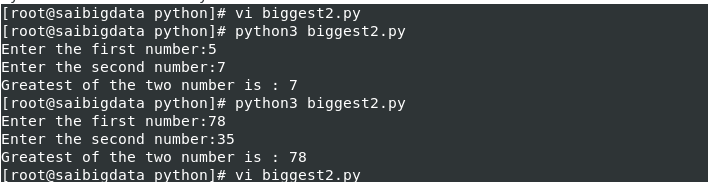 [root@saibigdata python]# vi biggest2.py
[root@saibigdata python]# python3 biggest2.py
Enter the first number:5
Enter the second number:7
Greatest of the two number is : 7
[root@saibigdata python]# python3 biggest2.py
Enter the first number:78
Enter the second number:35
Greatest of the two number is : 78
[root@saibigdata python]# vi biggest2.py